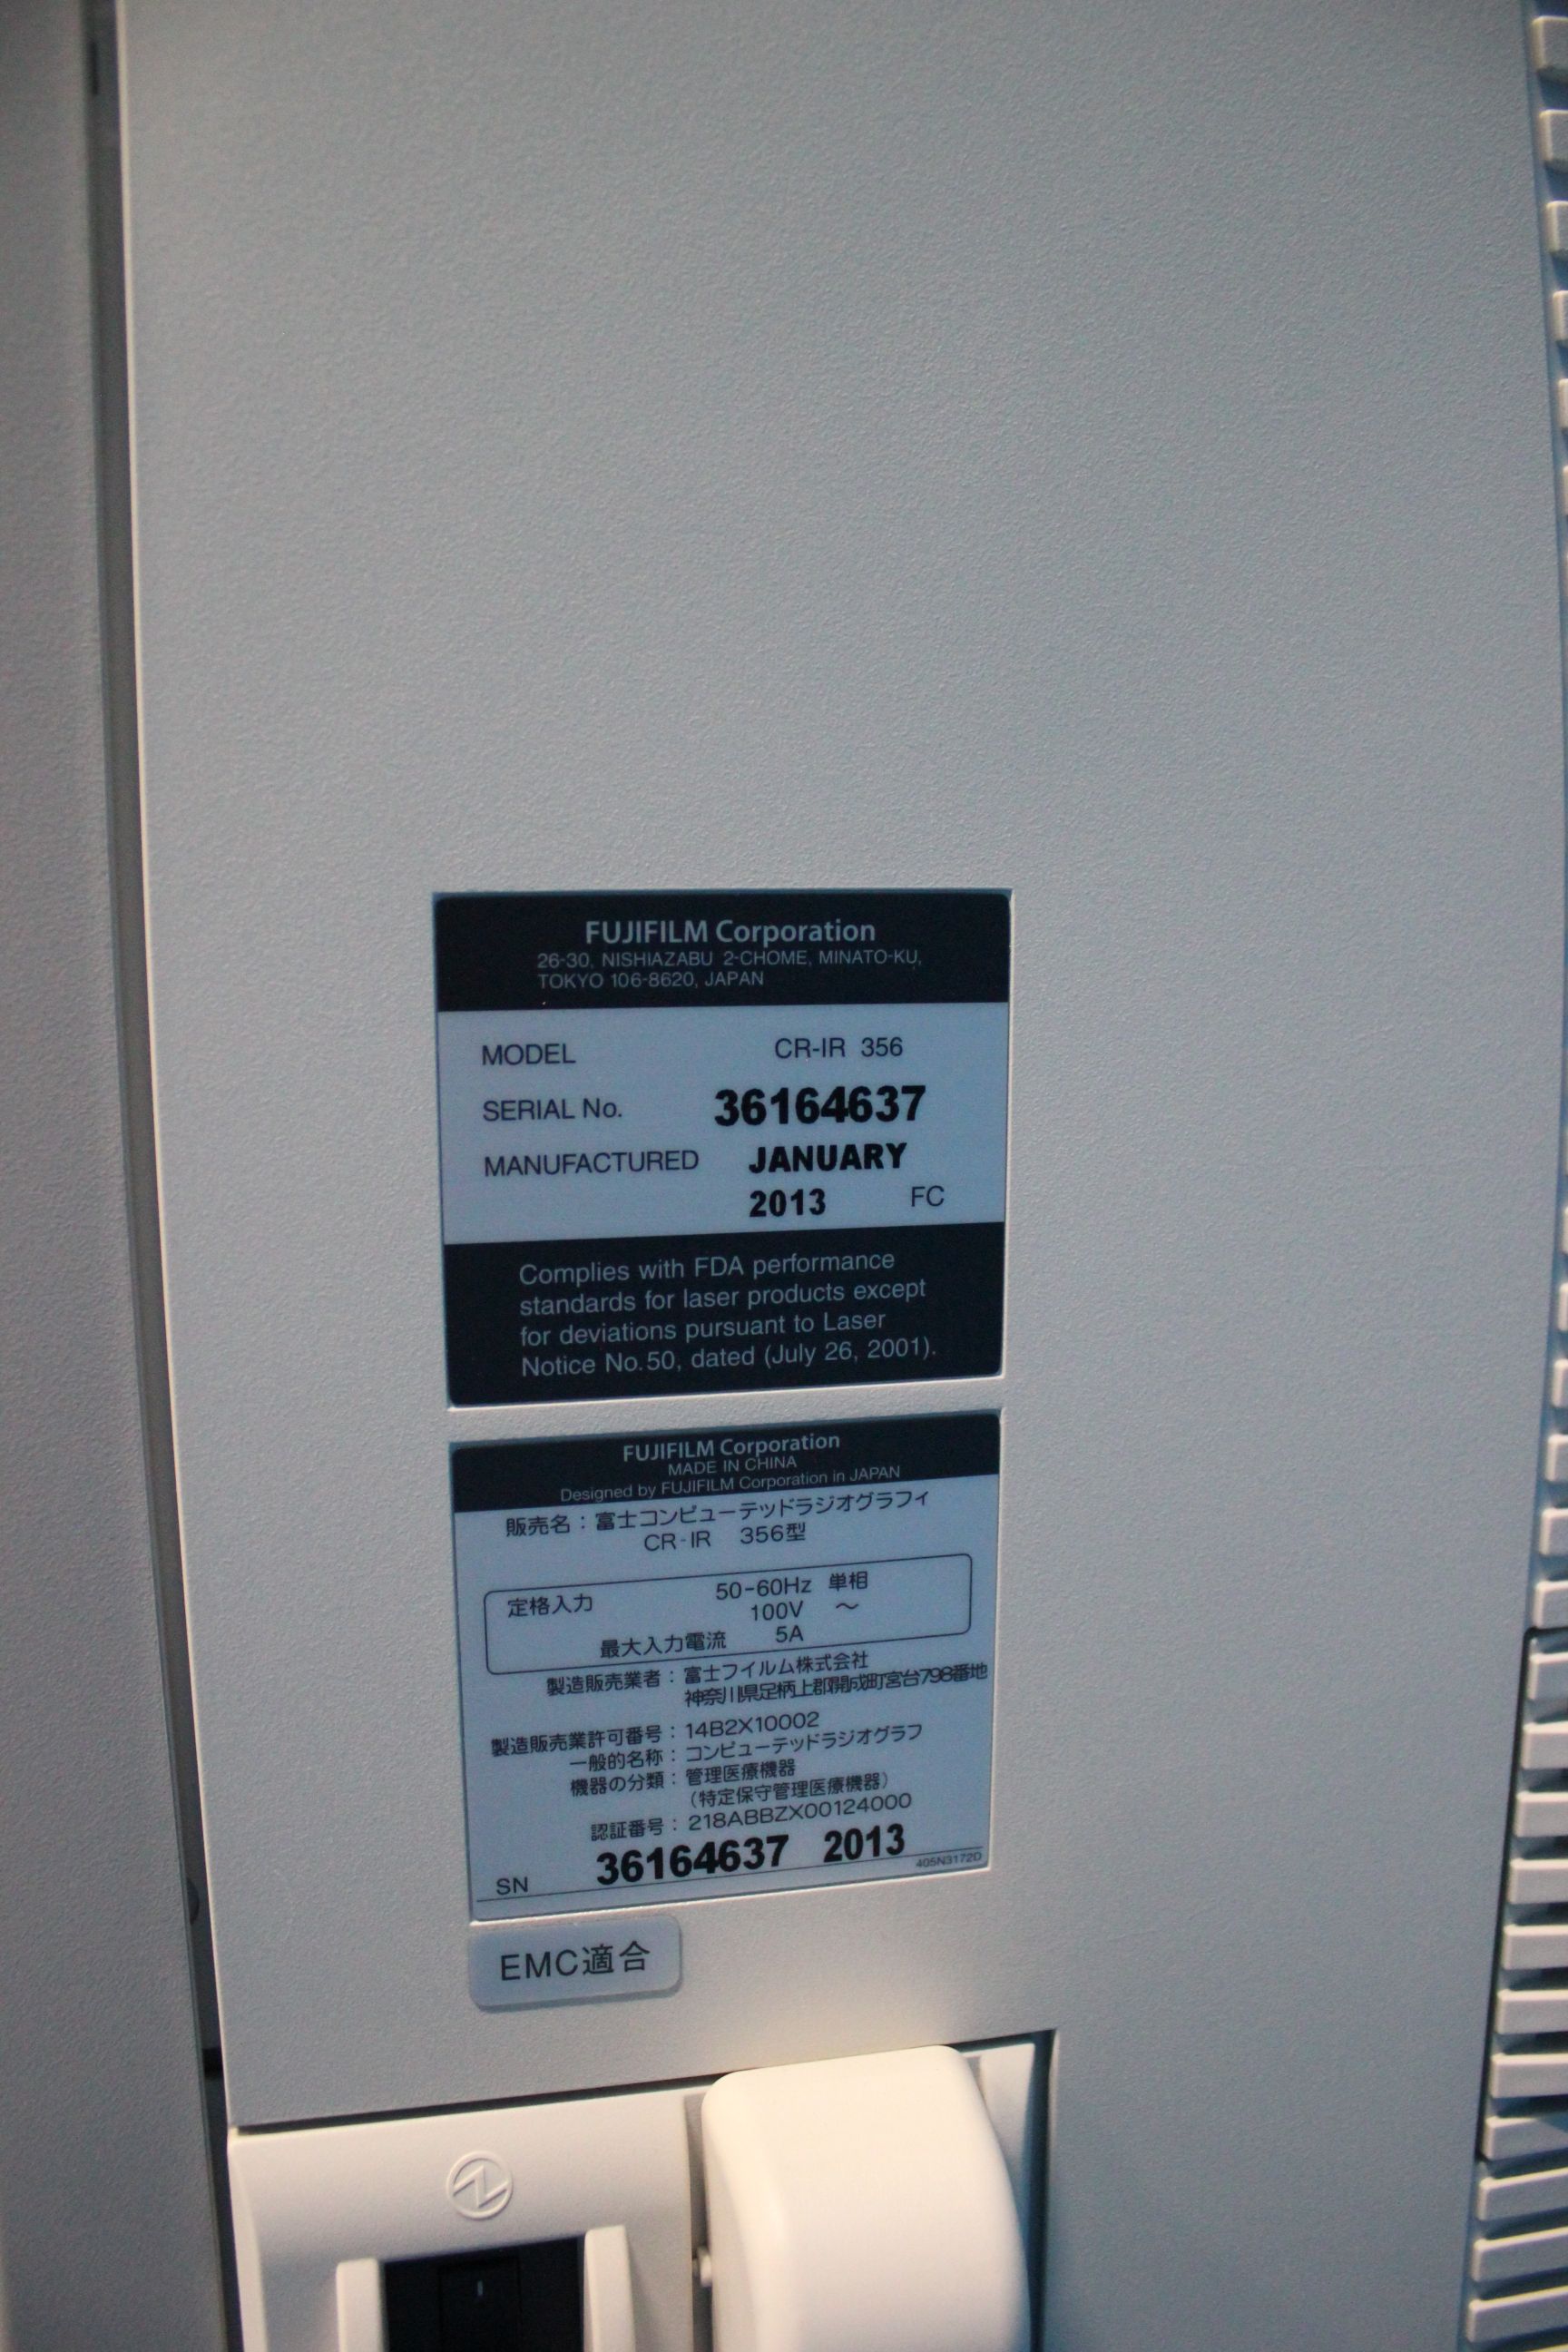 FUJIFILM Corporation
26-30, NISHIAZABU 2-CHOME, MINATO-KU,
TOKYO 106-8620, JAPAN
MODEL CR-IR 356
SERIAL No. 36164637
MANUFACTURED JANUARY
2013 FC
Complies with FDA performance
standards for laser products except
for deviations pursuant to Laser
Notice No.50, dated (July 26, 2001).
FUJIFILM Corporation
MADE IN CHINA
Designed by FUJIFILM Corporation in JAPAN
販売名：富士コンピューテッドラジオグラフィ
CR-IR 356型
定格入力 50-60Hz 単相
100V ～
最大入力電流 5A
製造販売業者：富士フイルム株式会社
神奈川県足柄上郡開成町宮台798番地
製造販売業許可番号：14B2X10002
一般的名称：コンピューテッドラジオグラフ
機器の分類：管理医療機器
（特定保守管理医療機器）
認証番号：218ABBZX00124000
SN 36164637 2013
405N3172D
EMC適合